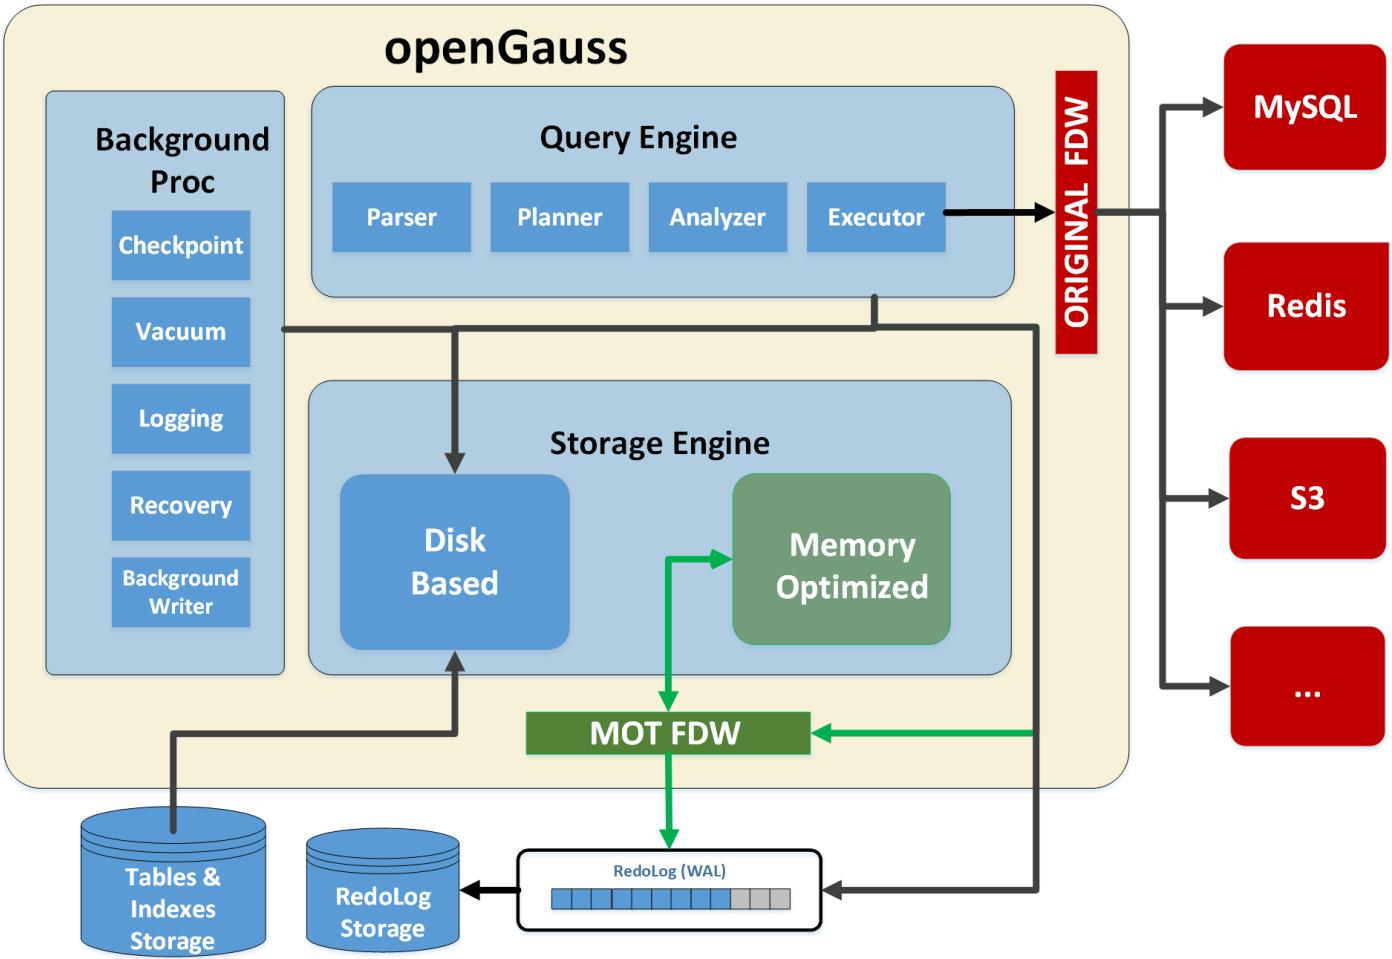 openGauss
Background
Proc
Checkpoint
Vacuum
Logging
Recovery
Background
Writer
Query Engine
Parser
Planner
Analyzer
Executor
ORIGINAL FDW
MySQL
Redis
S3
...
Storage Engine
Disk
Based
Memory
Optimized
MOT FDW
Tables &
Indexes
Storage
RedoLog
Storage
RedoLog (WAL)